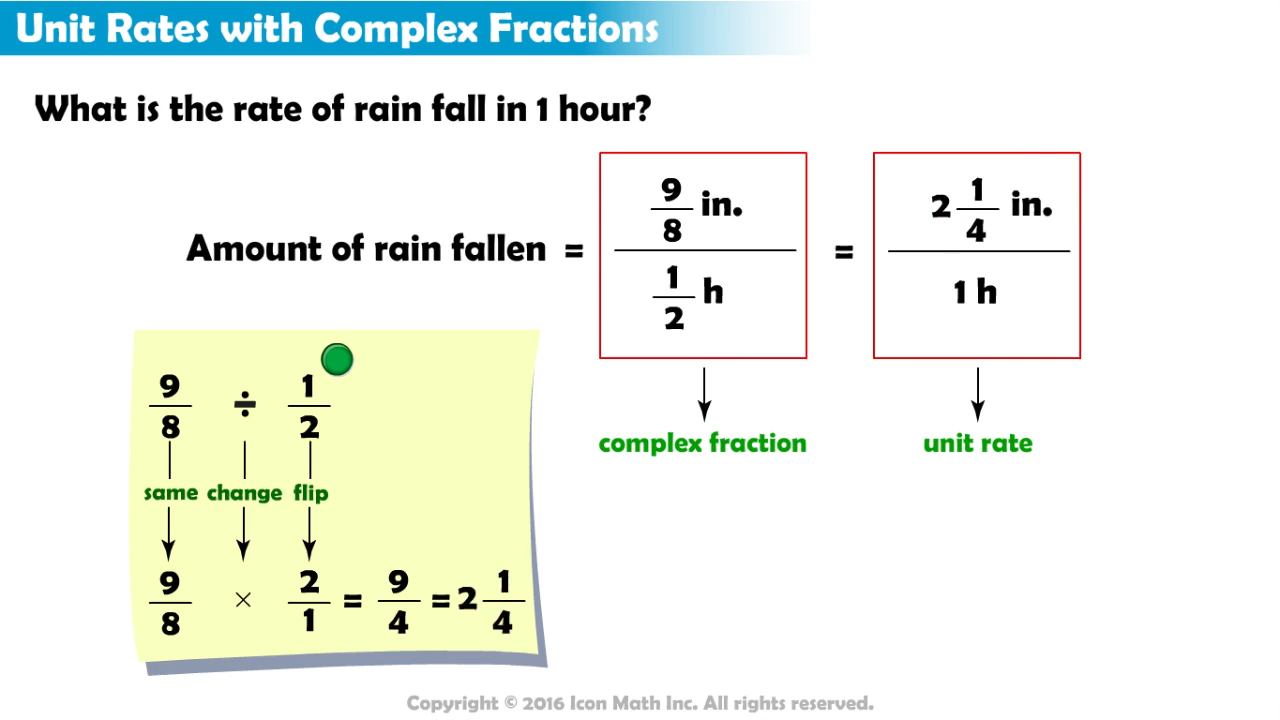 Unit Rates with Complex Fractions
What is the rate of rain fall in 1 hour?
Amount of rain fallen = 9/8 in. / 1/2 h = 2 1/4 in. / 1 h
complex fraction unit rate
9/8 ÷ 1/2
same change flip
9/8 × 2/1 = 9/4 = 2 1/4
Copyright © 2016 Icon Math Inc. All rights reserved.